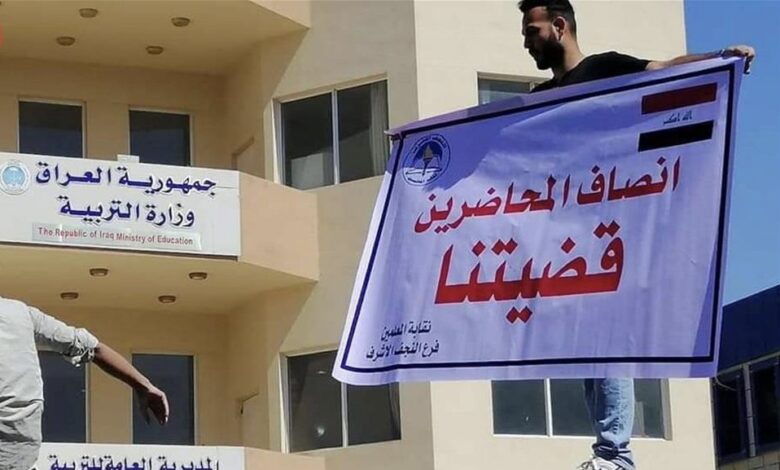 جمهورية العراق
وزارة التربية
The Republic of Iraq Ministry of Education
الله اكبر
انصاف المحاضرين
قضيتنا
نقابة المعلمين
فرع النجف الاشرف
المديرية العامة للتربية